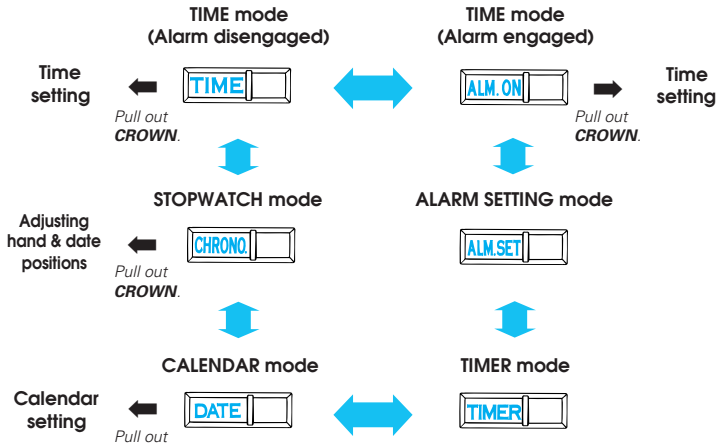 TIME mode
(Alarm disengaged)
TIME mode
(Alarm engaged)
Time
setting
TIME
ALM. ON
Time
setting
Pull out
CROWN.
Pull out
CROWN.
STOPWATCH mode
ALARM SETTING mode
Adjusting
hand & date
positions
CHRONO.
ALM.SET
Pull out
CROWN.
CALENDAR mode
TIMER mode
Calendar
setting
DATE
TIMER
Pull out